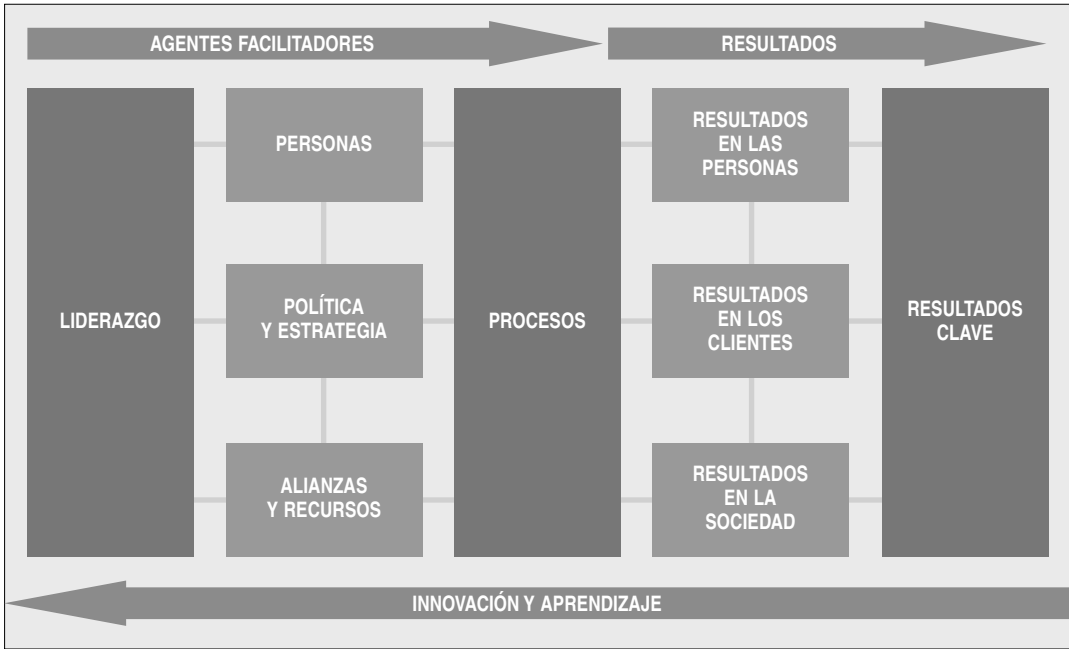 AGENTES FACILITADORES
RESULTADOS
LIDERAZGO
PERSONAS
POLÍTICA
Y ESTRATEGIA
ALIANZAS
Y RECURSOS
PROCESOS
RESULTADOS
EN LAS
PERSONAS
RESULTADOS
EN LOS
CLIENTES
RESULTADOS
EN LA
SOCIEDAD
RESULTADOS
CLAVE
INNOVACIÓN Y APRENDIZAJE